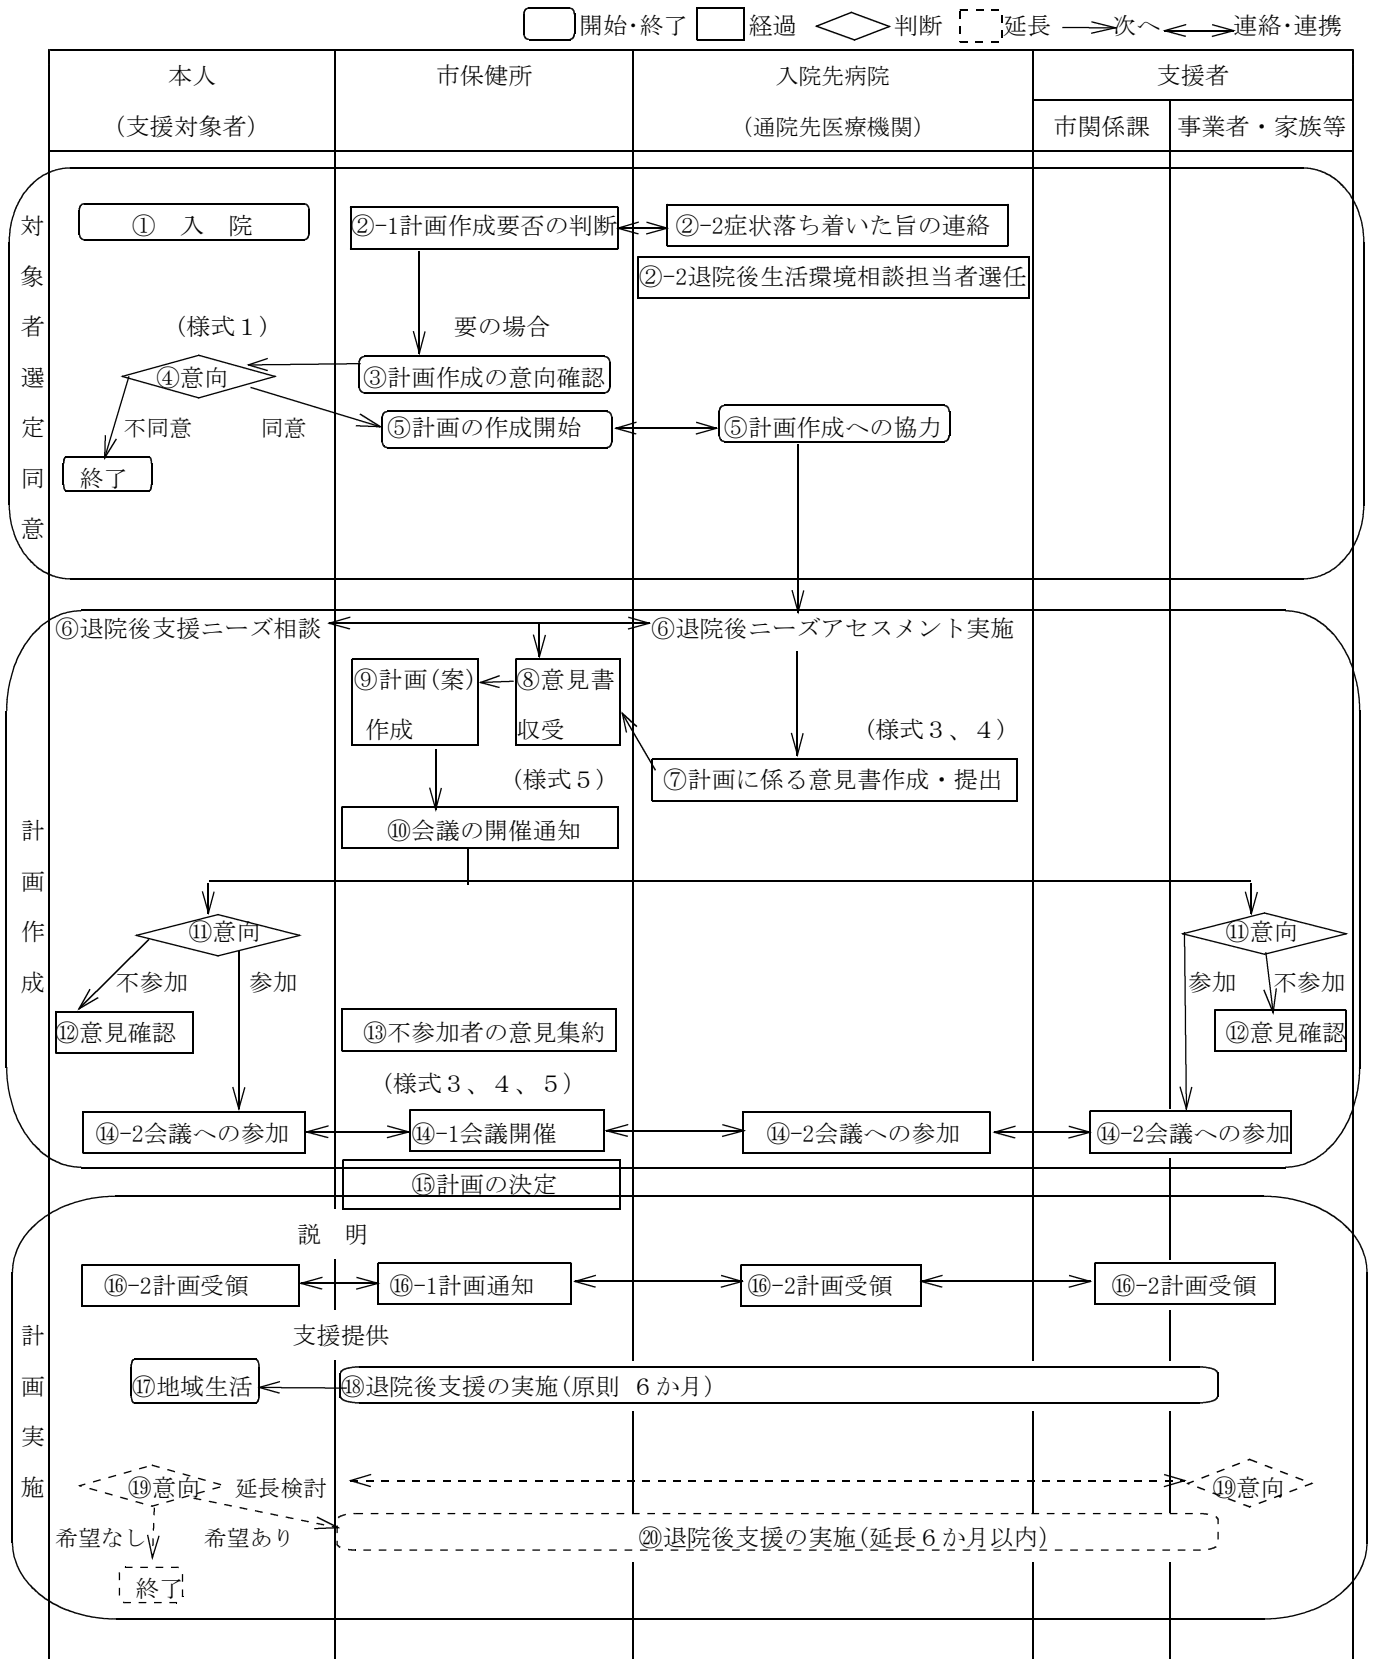 開始・終了 経過 判断 延長 次へ 連絡・連携
本人 市保健所 入院先病院 支援者
(支援対象者) (通院先医療機関) 市関係課 事業者・家族等
対象者選定同意
① 入 院 ②-1計画作成要否の判断 ②-2症状落ち着いた旨の連絡
②-2退院後生活環境相談担当者選任
(様式1) 要の場合
④意向 ③計画作成の意向確認
不同意 同意 ⑤計画の作成開始 ⑤計画作成への協力
終了
計画作成
⑥退院後支援ニーズ相談 ⑥退院後ニーズアセスメント実施
⑨計画(案) ⑧意見書
作成 収受 (様式3、4)
(様式5) ⑦計画に係る意見書作成・提出
⑩会議の開催通知
⑪意向 ⑪意向
不参加 参加 参加 不参加
⑫意見確認 ⑬不参加者の意見集約 ⑫意見確認
(様式3、4、5)
⑭-2会議への参加 ⑭-1会議開催 ⑭-2会議への参加 ⑭-2会議への参加
⑮計画の決定
計画実施
説 明
⑯-2計画受領 ⑯-1計画通知 ⑯-2計画受領 ⑯-2計画受領
支援提供
⑰地域生活 ⑱退院後支援の実施(原則 6か月)
⑲意向 延長検討 ⑲意向
希望なし 希望あり ⑳退院後支援の実施(延長6か月以内)
終了